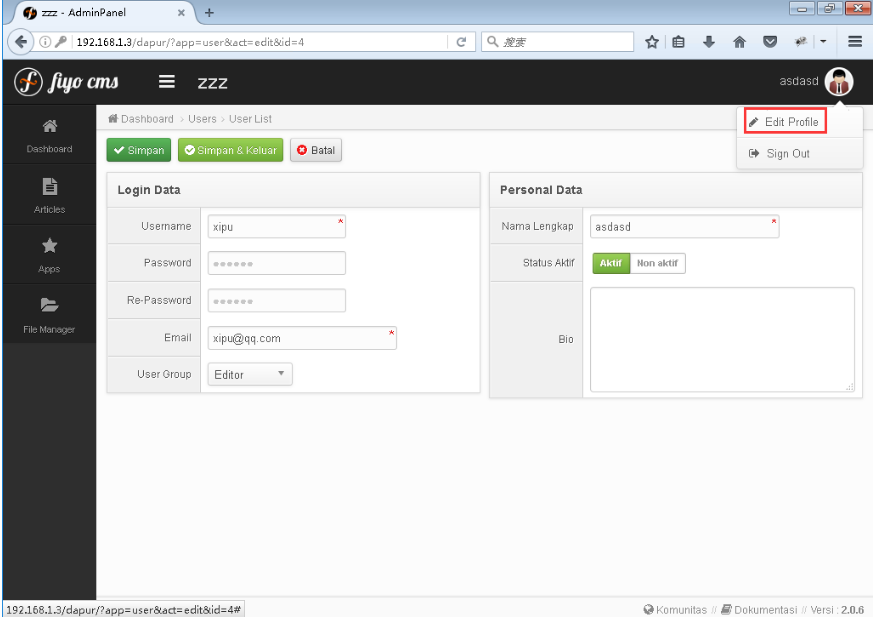 zzz - AdminPanel
192.168.1.3/dapur/?app=user&act=edit&id=4
搜索
fiyo cms
zzz
asdasd
Edit Profile
Sign Out
Dashboard
Articles
Apps
File Manager
Dashboard › Users › User List
Simpan
Simpan & Keluar
Batal
Login Data
Username
xipu
*
Password
●●●●●●
Re-Password
●●●●●●
Email
xipu@qq.com
*
User Group
Editor
Personal Data
Nama Lengkap
asdasd
*
Status Aktif
Aktif
Non aktif
Bio
192.168.1.3/dapur/?app=user&act=edit&id=4#
Komunitas // Dokumentasi // Versi : 2.0.6